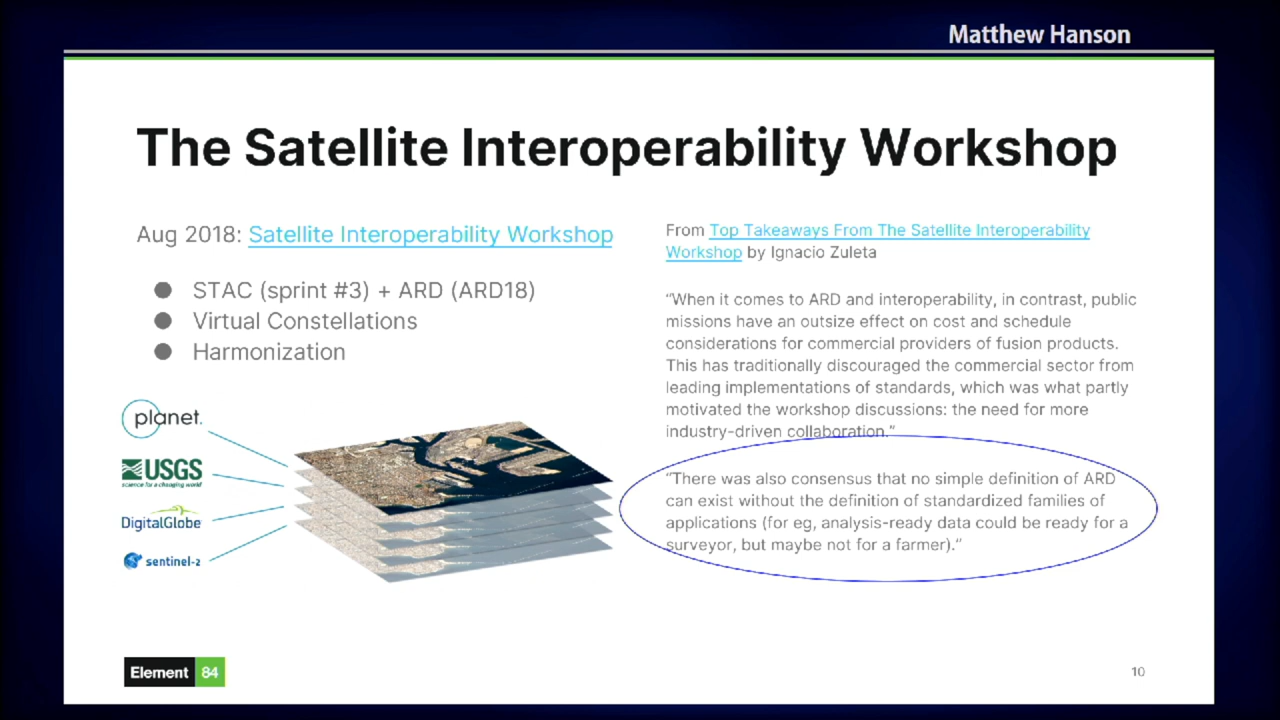 Matthew Hanson
The Satellite Interoperability Workshop
Aug 2018: Satellite Interoperability Workshop
● STAC (sprint #3) + ARD (ARD18)
● Virtual Constellations
● Harmonization
planet.
USGS
science for a changing world
DigitalGlobe
sentinel-2
From Top Takeaways From The Satellite Interoperability
Workshop by Ignacio Zuleta
“When it comes to ARD and interoperability, in contrast, public
missions have an outsize effect on cost and schedule
considerations for commercial providers of fusion products.
This has traditionally discouraged the commercial sector from
leading implementations of standards, which was what partly
motivated the workshop discussions: the need for more
industry-driven collaboration.”
“There was also consensus that no simple definition of ARD
can exist without the definition of standardized families of
applications (for eg, analysis-ready data could be ready for a
surveyor, but maybe not for a farmer).“
Element 84
10